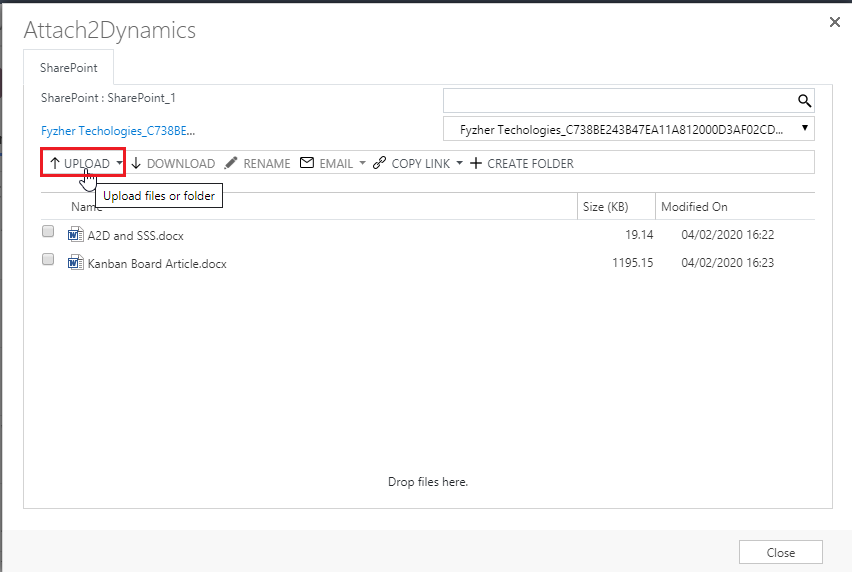 Attach2Dynamics
SharePoint
SharePoint : SharePoint_1
Fyzher Techologies_C738BE...
Fyzher Techologies_C738BE243B47EA11A812000D3AF02CD...
UPLOAD DOWNLOAD RENAME EMAIL COPY LINK CREATE FOLDER
Upload files or folder
Name Size (KB) Modified On
A2D and SSS.docx 19.14 04/02/2020 16:22
Kanban Board Article.docx 1195.15 04/02/2020 16:23
Drop files here.
Close